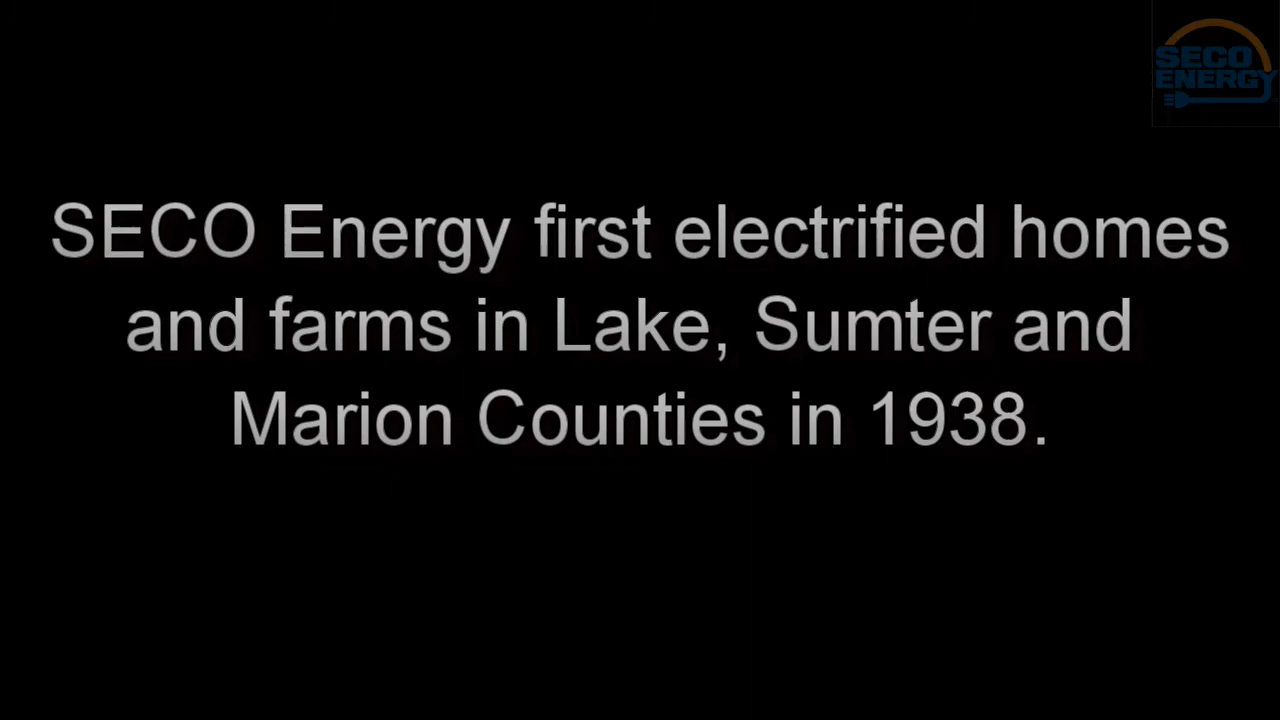 SECO
ENERGY
SECO Energy first electrified homes
and farms in Lake, Sumter and
Marion Counties in 1938.